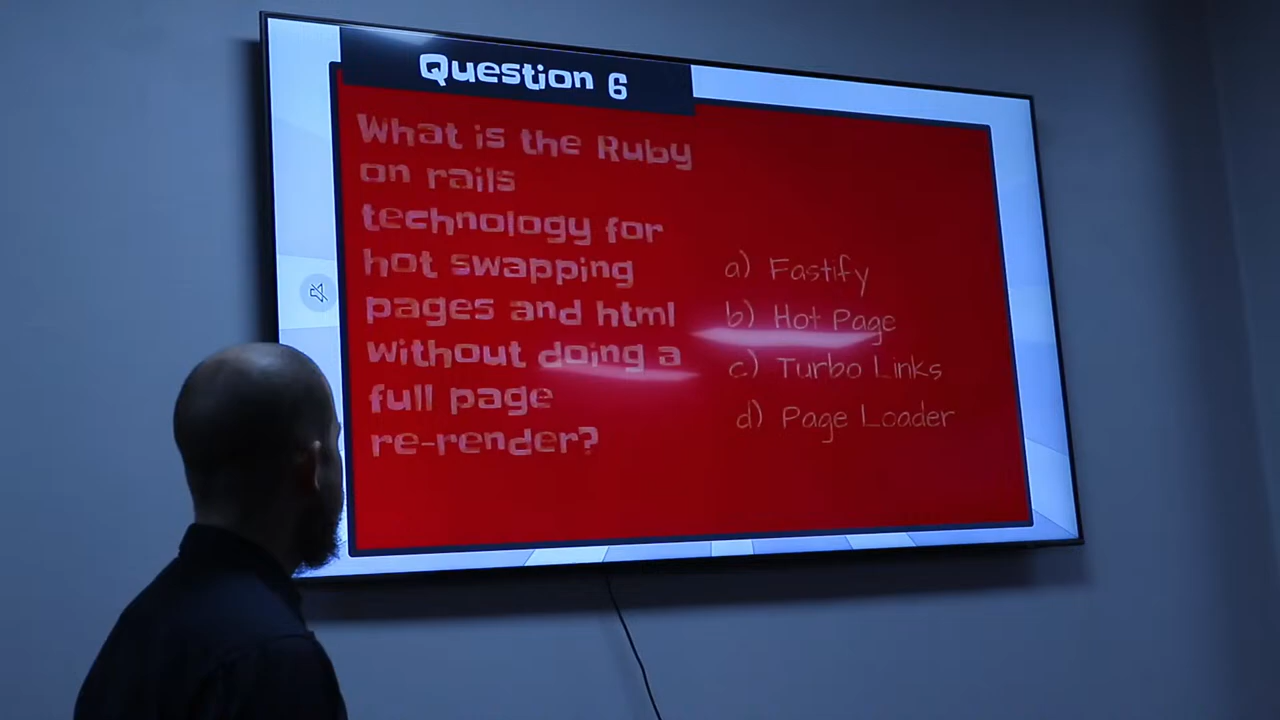 Question 6
What is the Ruby
on rails
technology for
hot swapping
pages and html
without doing a
full page
re-render?
a) Fastify
b) Hot Page
c) Turbo Links
d) Page Loader